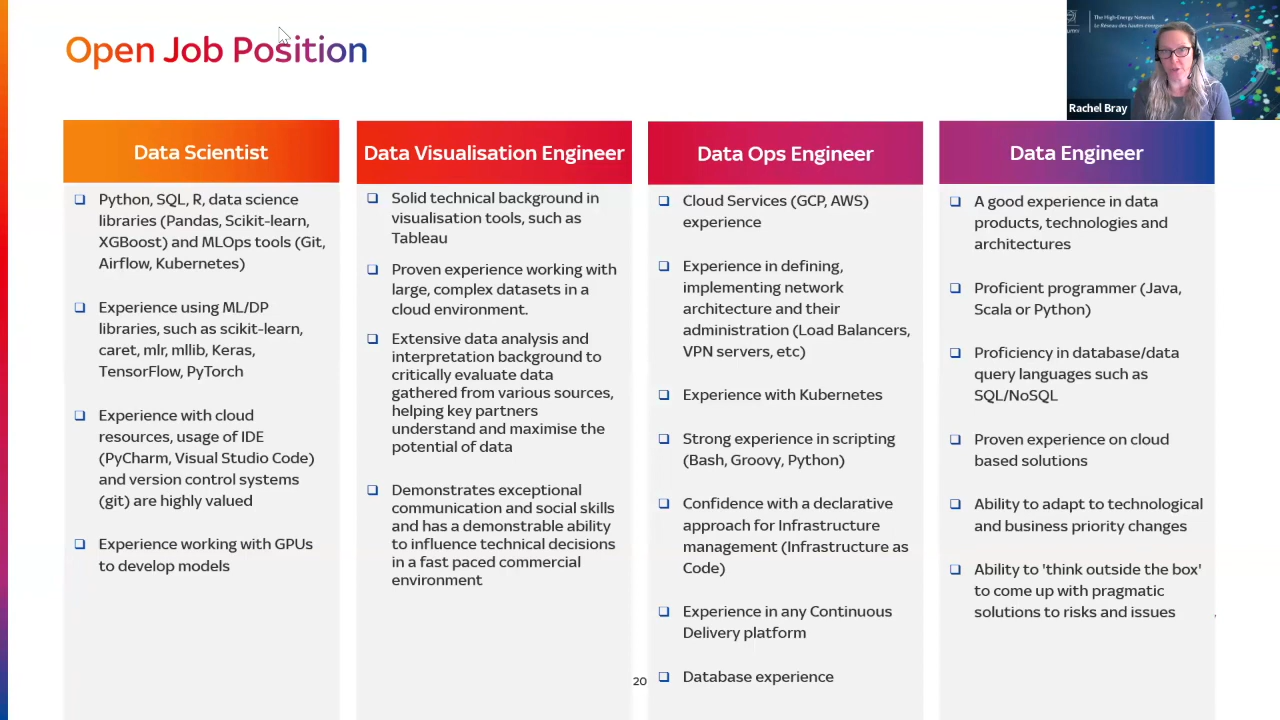 Open Job Position
The High-Energy Network
Le Réseau des hautes énergies
Rachel Bray
Data Scientist
Python, SQL, R, data science
libraries (Pandas, Scikit-learn,
XGBoost) and MLOps tools (Git,
Airflow, Kubernetes)
Experience using ML/DP
libraries, such as scikit-learn,
caret, mlr, mllib, Keras,
TensorFlow, PyTorch
Experience with cloud
resources, usage of IDE
(PyCharm, Visual Studio Code)
and version control systems
(git) are highly valued
Experience working with GPUs
to develop models
Data Visualisation Engineer
Solid technical background in
visualisation tools, such as
Tableau
Proven experience working with
large, complex datasets in a
cloud environment.
Extensive data analysis and
interpretation background to
critically evaluate data
gathered from various sources,
helping key partners
understand and maximise the
potential of data
Demonstrates exceptional
communication and social skills
and has a demonstrable ability
to influence technical decisions
in a fast paced commercial
environment
Data Ops Engineer
Cloud Services (GCP, AWS)
experience
Experience in defining,
implementing network
architecture and their
administration (Load Balancers,
VPN servers, etc)
Experience with Kubernetes
Strong experience in scripting
(Bash, Groovy, Python)
Confidence with a declarative
approach for Infrastructure
management (Infrastructure as
Code)
Experience in any Continuous
Delivery platform
Database experience
Data Engineer
A good experience in data
products, technologies and
architectures
Proficient programmer (Java,
Scala or Python)
Proficiency in database/data
query languages such as
SQL/NoSQL
Proven experience on cloud
based solutions
Ability to adapt to technological
and business priority changes
Ability to 'think outside the box'
to come up with pragmatic
solutions to risks and issues
20